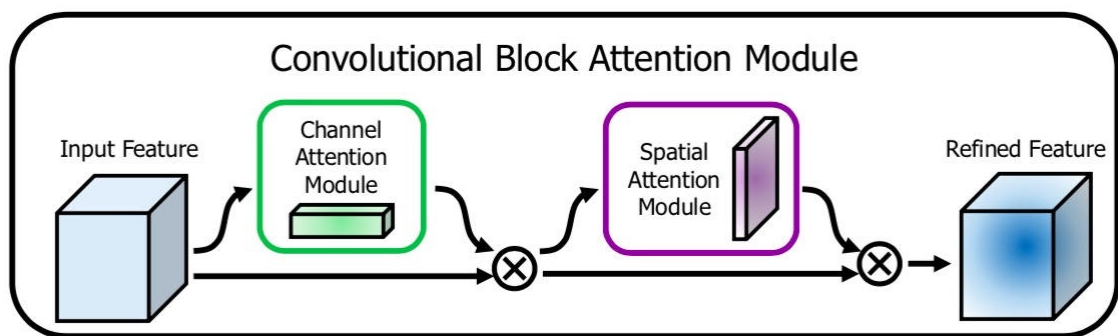 Convolutional Block Attention Module
Input Feature
Channel
Attention
Module
Spatial
Attention
Module
Refined Feature